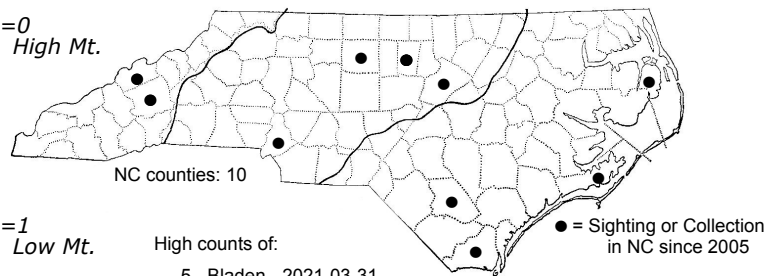 =0
High Mt.
NC counties: 10
=1
Low Mt.
High counts of:
● = Sighting or Collection
in NC since 2005
5 - Bladen - 2021-03-31